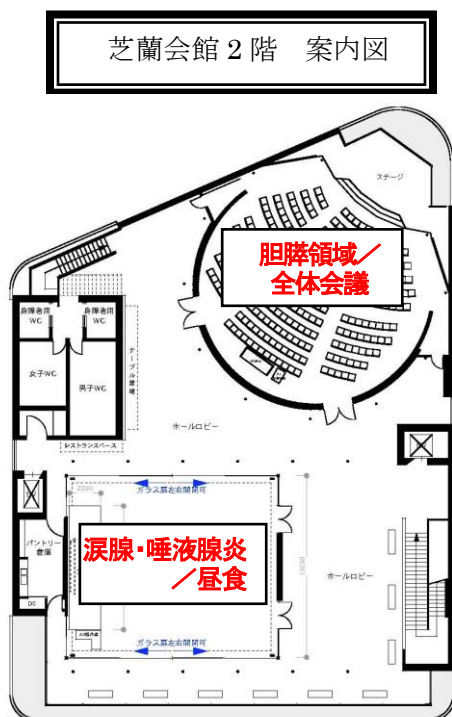 芝蘭会館２階　案内図
ステージ
胆膵領域／
全体会議
身障者用
WC
身障者用
WC
女子WC
男子WC
テーブル置場
ホールロビー
レストランスペース
ガラス扉左右開閉可
2300
パントリー
倉庫
涙腺・唾液腺炎
／昼食
13200
ホールロビー
ガラス扉左右開閉可